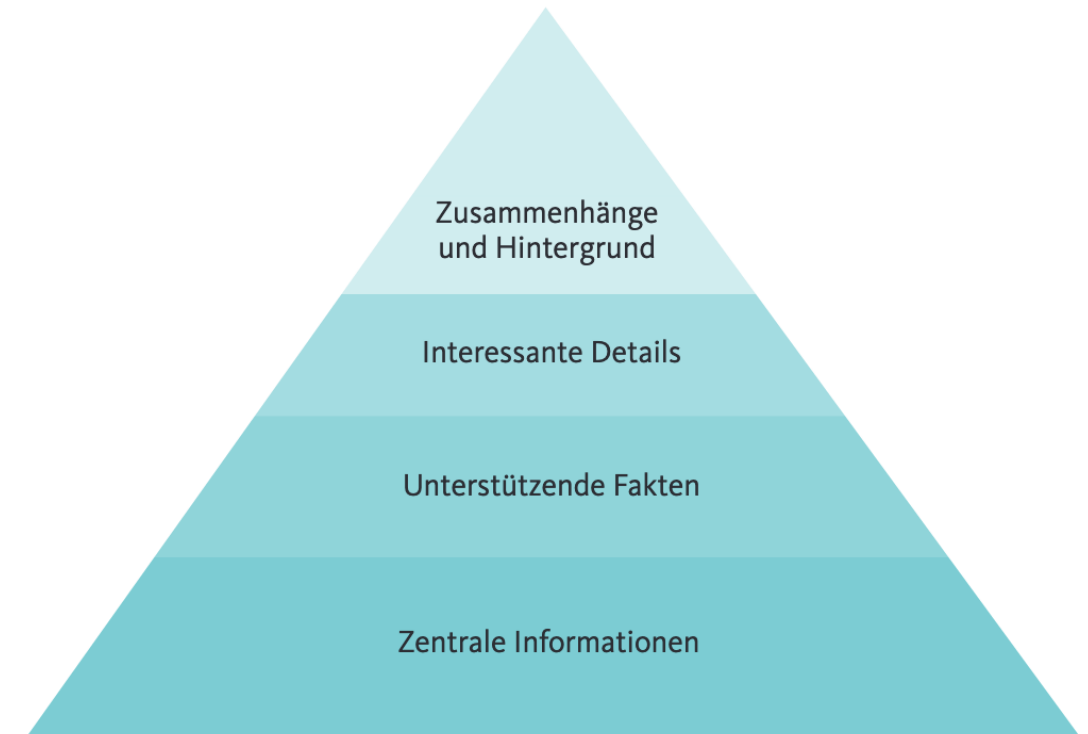 Zusammenhänge
und Hintergrund
Interessante Details
Unterstützende Fakten
Zentrale Informationen